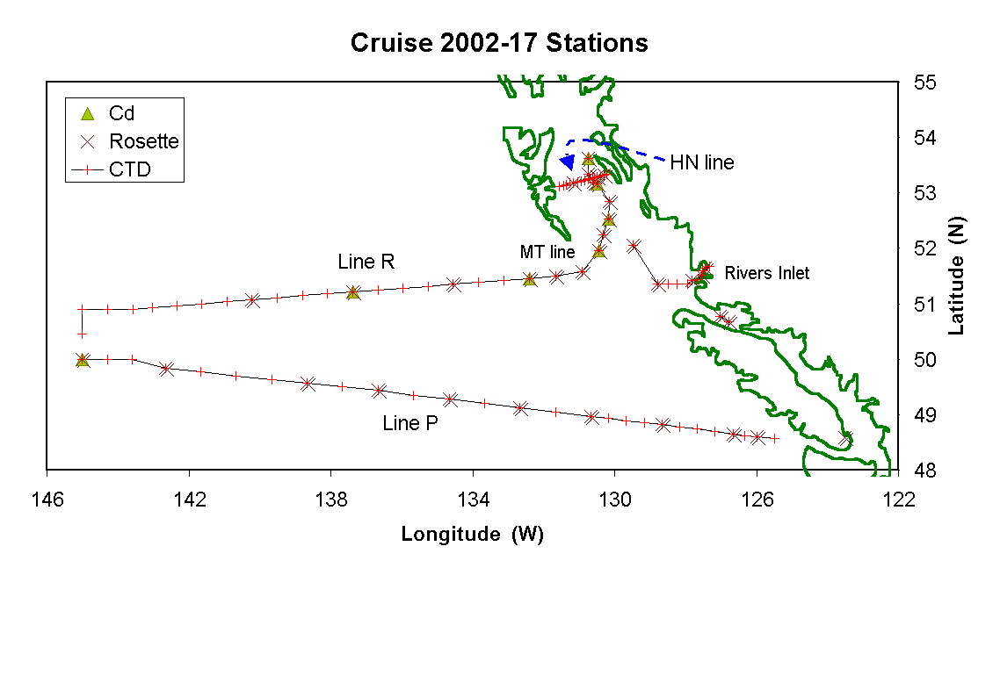 Cruise 2002-17 Stations
Cd
Rosette
CTD
HN line
MT line
Line R
Rivers Inlet
Line P
55
54
53
52
51
50
49
48
Latitude (N)
146 142 138 134 130 126 122
Longitude (W)